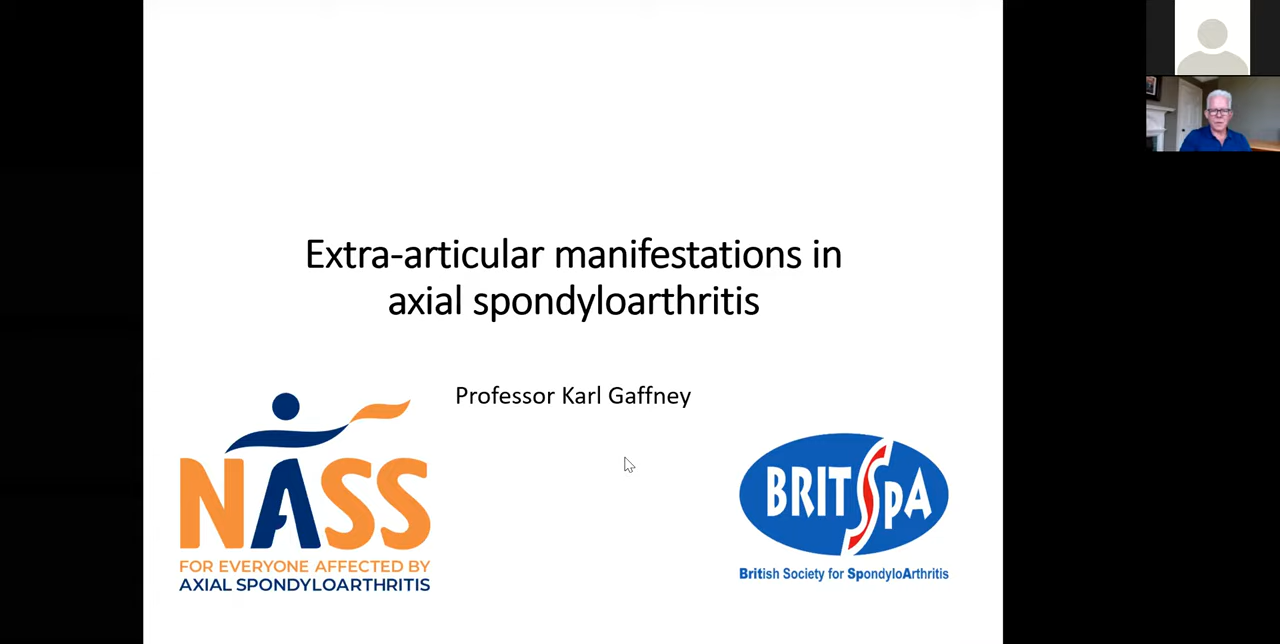 Extra-articular manifestations in
axial spondyloarthritis
Professor Karl Gaffney
NASS
FOR EVERYONE AFFECTED BY
AXIAL SPONDYLOARTHRITIS
BRITSpA
British Society for SpondyloArthritis